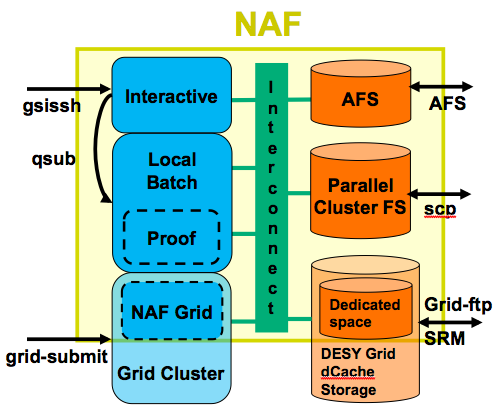 NAF
gsissh
qsub
Interactive
Local
Batch
Proof
NAF Grid
grid-submit
Grid Cluster
Interconnect
AFS
AFS
Parallel
Cluster FS
scp
Dedicated
space
Grid-ftp
SRM
DESY Grid
dCache
Storage